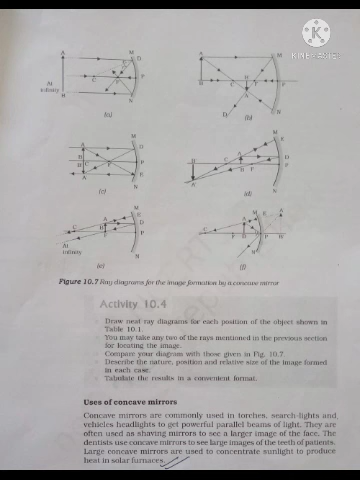 KINEMASTER
A M D E C F P B N At infinity
(a)
A M B C F P N D
(b)
A M D B C F P B' A' N E
(c)
B' C A D F B P A' M E N
(d)
C A M D F B P N At infinity
(e)
C A M E F B P B' A' N
(f)
Figure 10.7 Ray diagrams for the image formation by a concave mirror
Activity 10.4
Draw neat ray diagrams for each position of the object shown in
Table 10.1.
You may take any two of the rays mentioned in the previous section
for locating the image.
Compare your diagram with those given in Fig. 10.7.
Describe the nature, position and relative size of the image formed
in each case.
Tabulate the results in a convenient format.
Uses of concave mirrors
Concave mirrors are commonly used in torches, search-lights and
vehicles headlights to get powerful parallel beams of light. They are
often used as shaving mirrors to see a larger image of the face. The
dentists use concave mirrors to see large images of the teeth of patients.
Large concave mirrors are used to concentrate sunlight to produce
heat in solar furnaces.